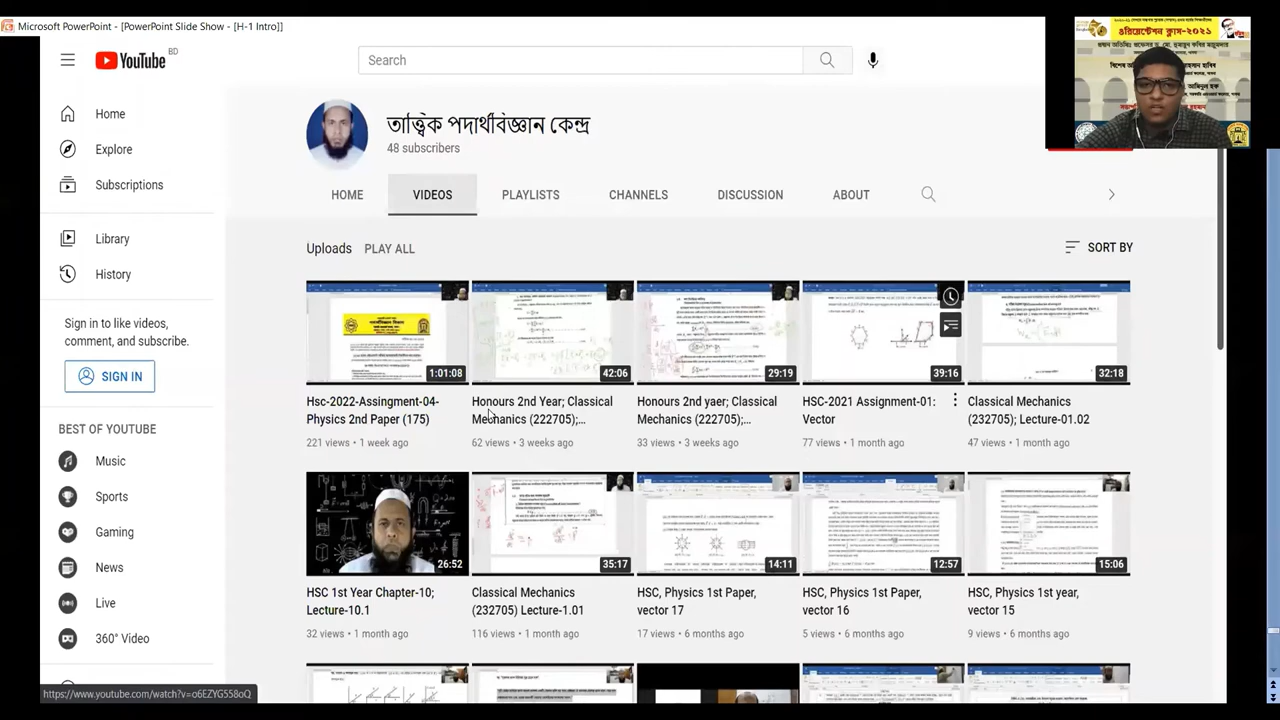 Microsoft PowerPoint - [PowerPoint Slide Show - [H-1 Intro]]
YouTube BD
Search
ওরিয়েন্টেশন ক্লাস-২০২১
Home
Explore
Subscriptions
Library
History
Sign in to like videos,
comment, and subscribe.
SIGN IN
BEST OF YOUTUBE
Music
Sports
Gaming
News
Live
360° Video
তাত্ত্বিক পদার্থবিজ্ঞান কেন্দ্র
48 subscribers
HOME VIDEOS PLAYLISTS CHANNELS DISCUSSION ABOUT
Uploads PLAY ALL SORT BY
1:01:08 42:06 29:19 39:16 32:18
Hsc-2022-Assingment-04-
Physics 2nd Paper (175)
221 views • 1 week ago
Honours 2nd Year; Classical
Mechanics (222705);...
62 views • 3 weeks ago
Honours 2nd yaer; Classical
Mechanics (222705);...
33 views • 3 weeks ago
HSC-2021 Assignment-01:
Vector
77 views • 1 month ago
Classical Mechanics
(232705); Lecture-01.02
47 views • 1 month ago
26:52 35:17 14:11 12:57 15:06
HSC 1st Year Chapter-10;
Lecture-10.1
32 views • 1 month ago
Classical Mechanics
(232705) Lecture-1.01
116 views • 1 month ago
HSC, Physics 1st Paper,
vector 17
17 views • 6 months ago
HSC, Physics 1st Paper,
vector 16
5 views • 6 months ago
HSC, Physics 1st year,
vector 15
9 views • 6 months ago
https://www.youtube.com/watch?v=o6EZYG558oQ